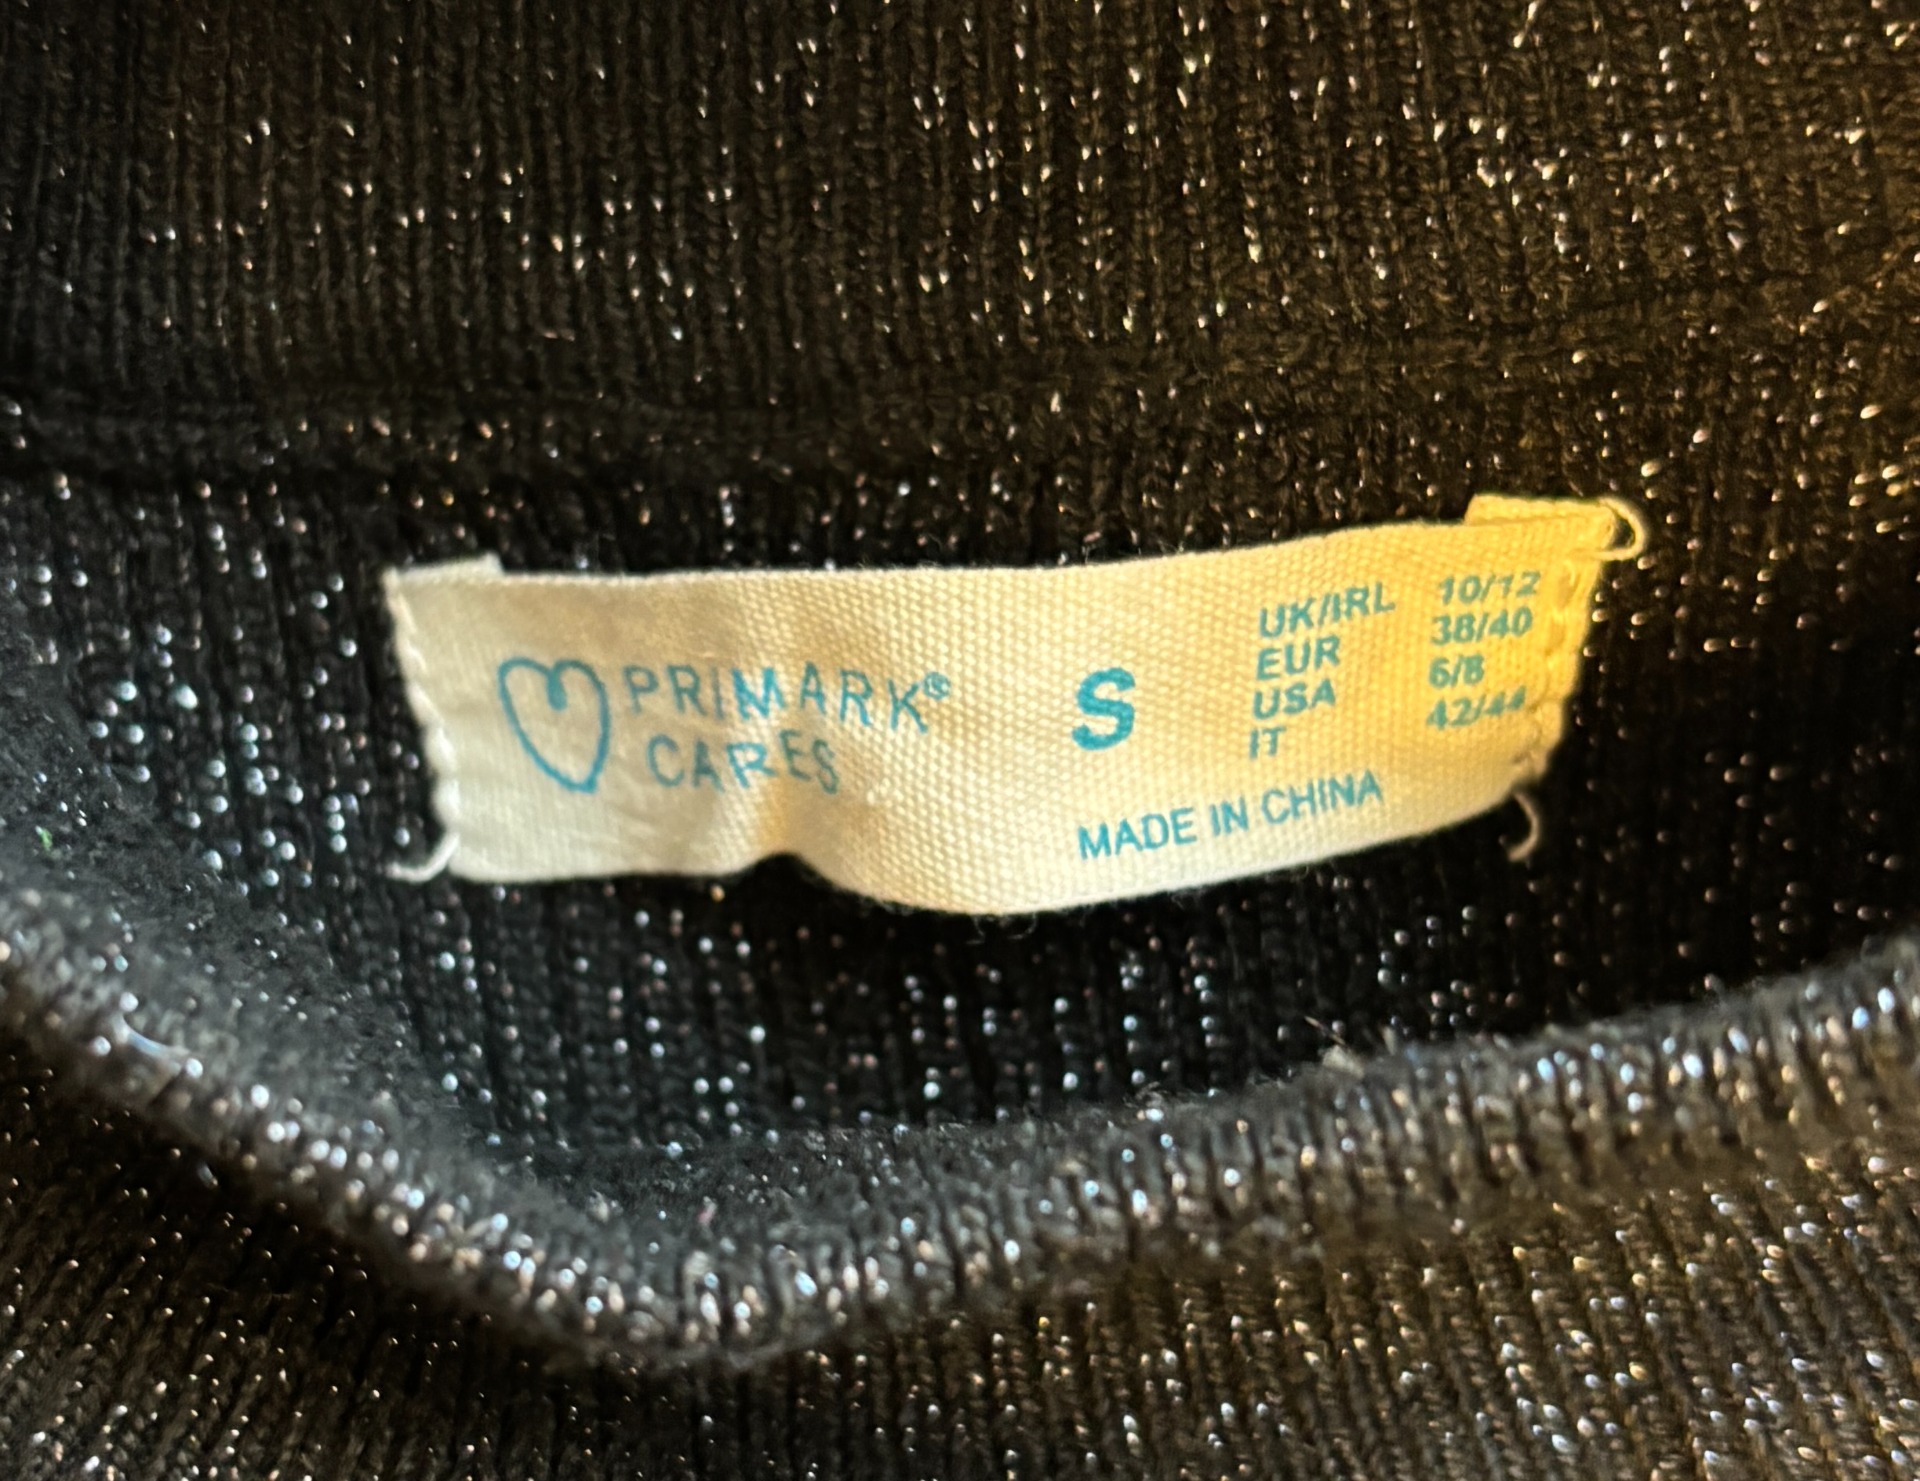 PRIMARK®
CARES
S
UK/IRL 10/12
EUR 38/40
USA 6/8
IT 42/44
MADE IN CHINA